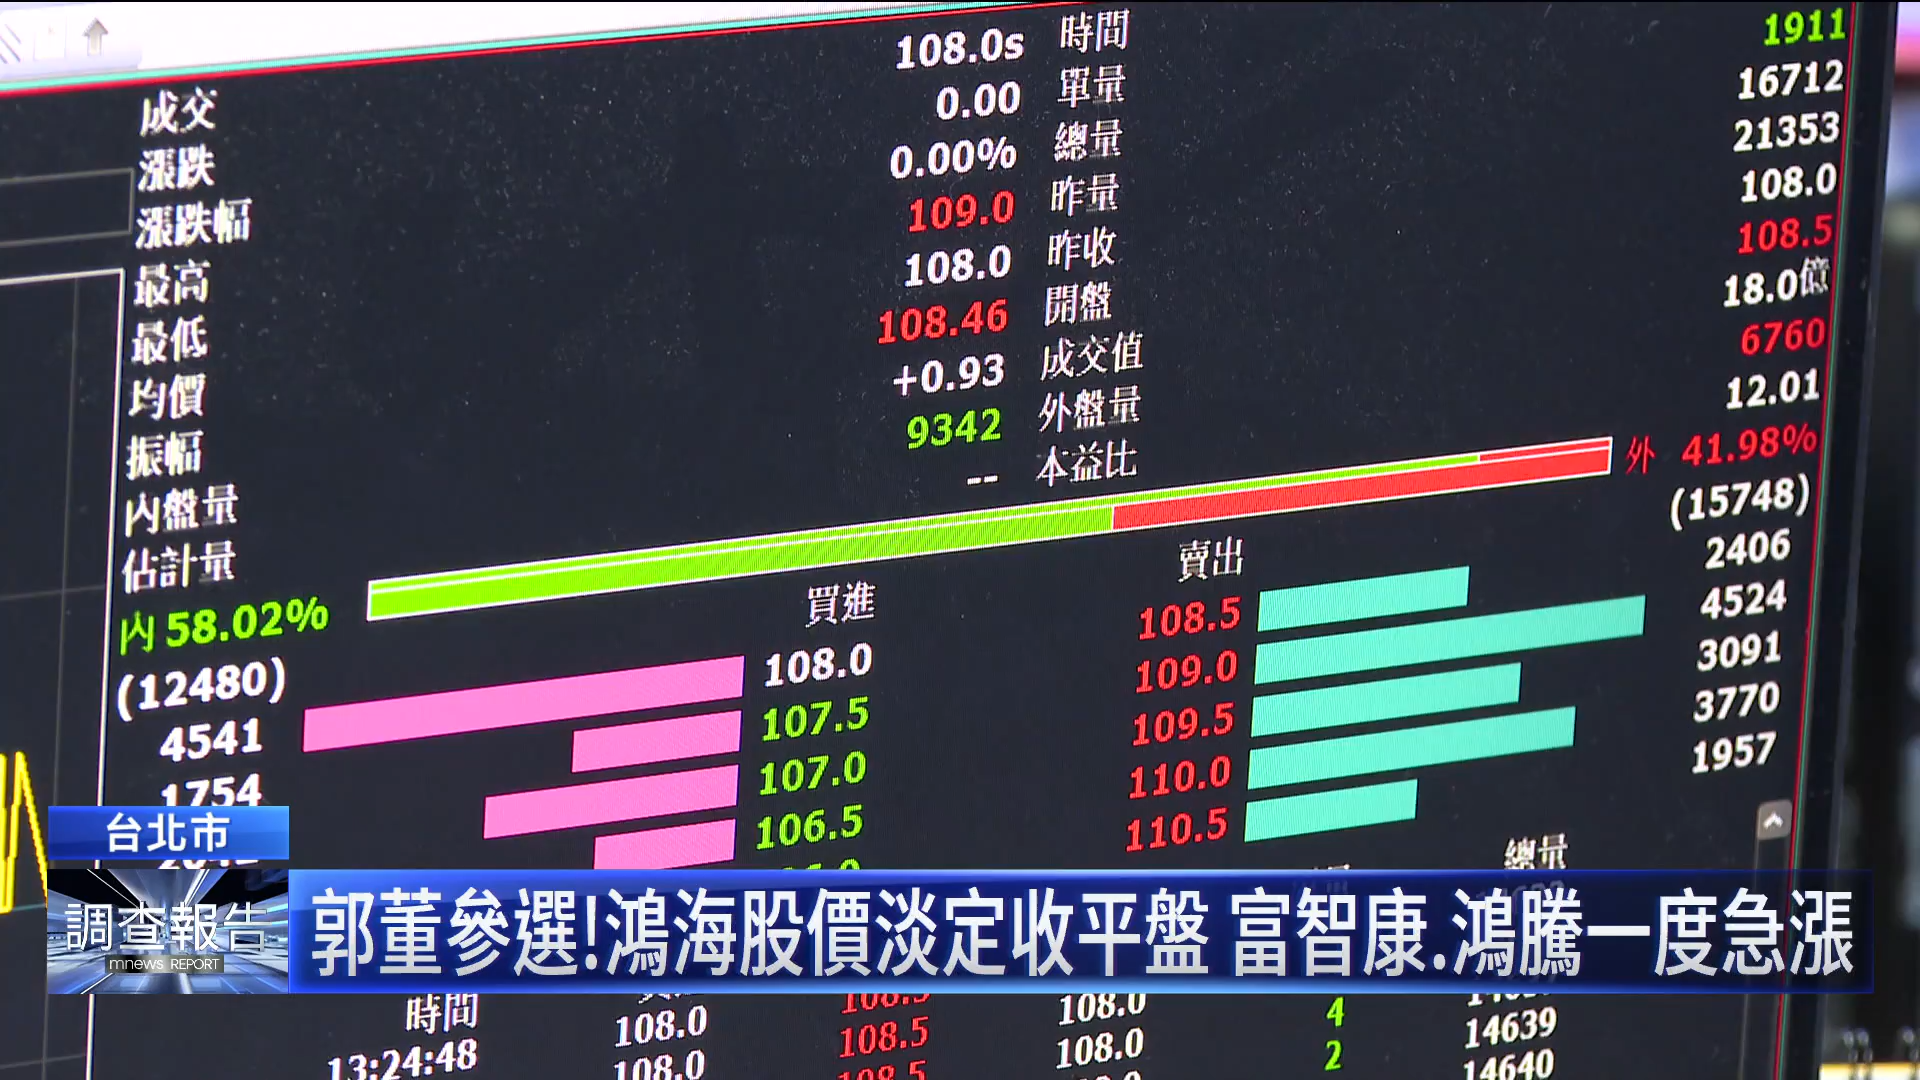 成交 108.0s 時間
漲跌 0.00 單量 1911
漲跌幅 0.00% 總量 16712
最高 109.0 昨量 21353
最低 108.0 昨收 108.0
均價 108.46 開盤 108.5
振幅 +0.93 成交值 18.0億
內盤量 9342 外盤量 6760
估計量 -- 本益比 12.01
內 58.02% 外 41.98%
(12480) 買進 賣出 (15748)
4541 108.0 108.5 2406
1754 107.5 109.0 4524
107.0 109.5 3091
106.5 110.0 3770
110.5 1957
總量
台北市
調查報告
mnews REPORT
郭董參選!鴻海股價淡定收平盤 富智康.鴻騰一度急漲
時間
13:24:48 108.0 108.5 108.0 4 14639
108.0 108.5 108.0 2 14640